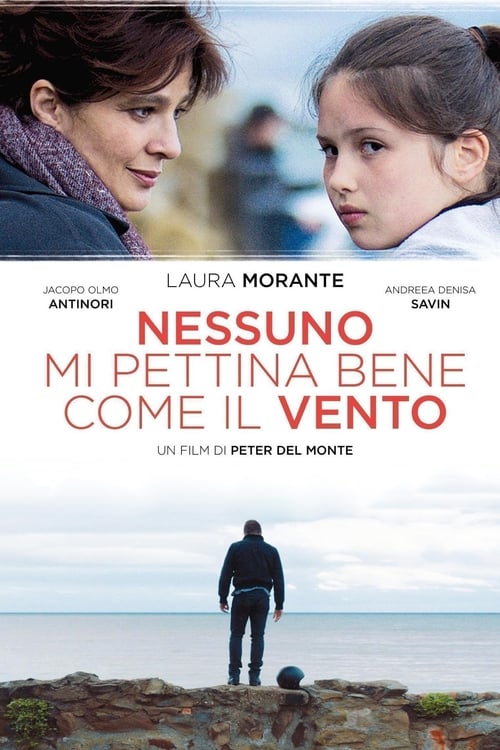 LAURA MORANTE
JACOPO OLMO
ANTINORI
ANDREEA DENISA
SAVIN
NESSUNO
MI PETTINA BENE
COME IL VENTO
UN FILM DI PETER DEL MONTE